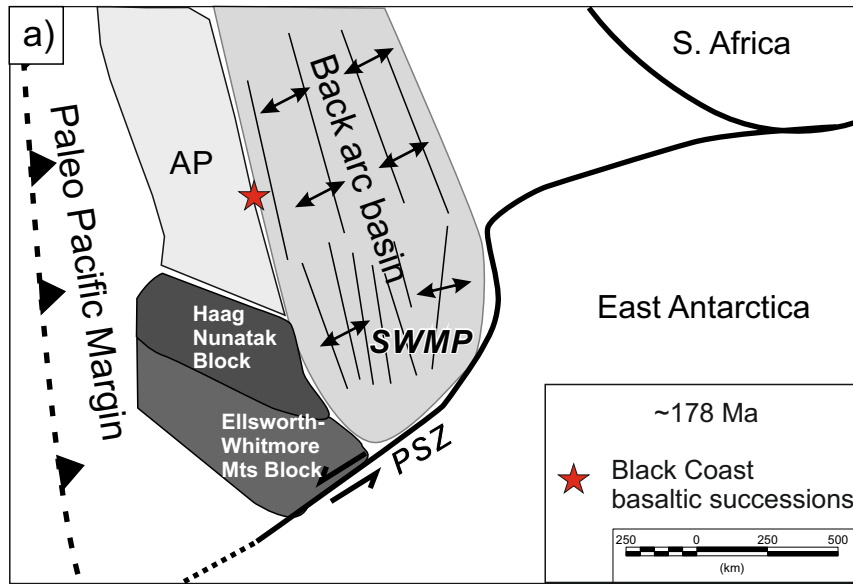 a)
S. Africa
Paleo Pacific Margin
AP
Back arc basin
East Antarctica
Haag
Nunatak
Block
SWMP
Ellsworth-
Whitmore
Mts Block
PSZ
~178 Ma
Black Coast
basaltic successions
250 0 250 500
(km)